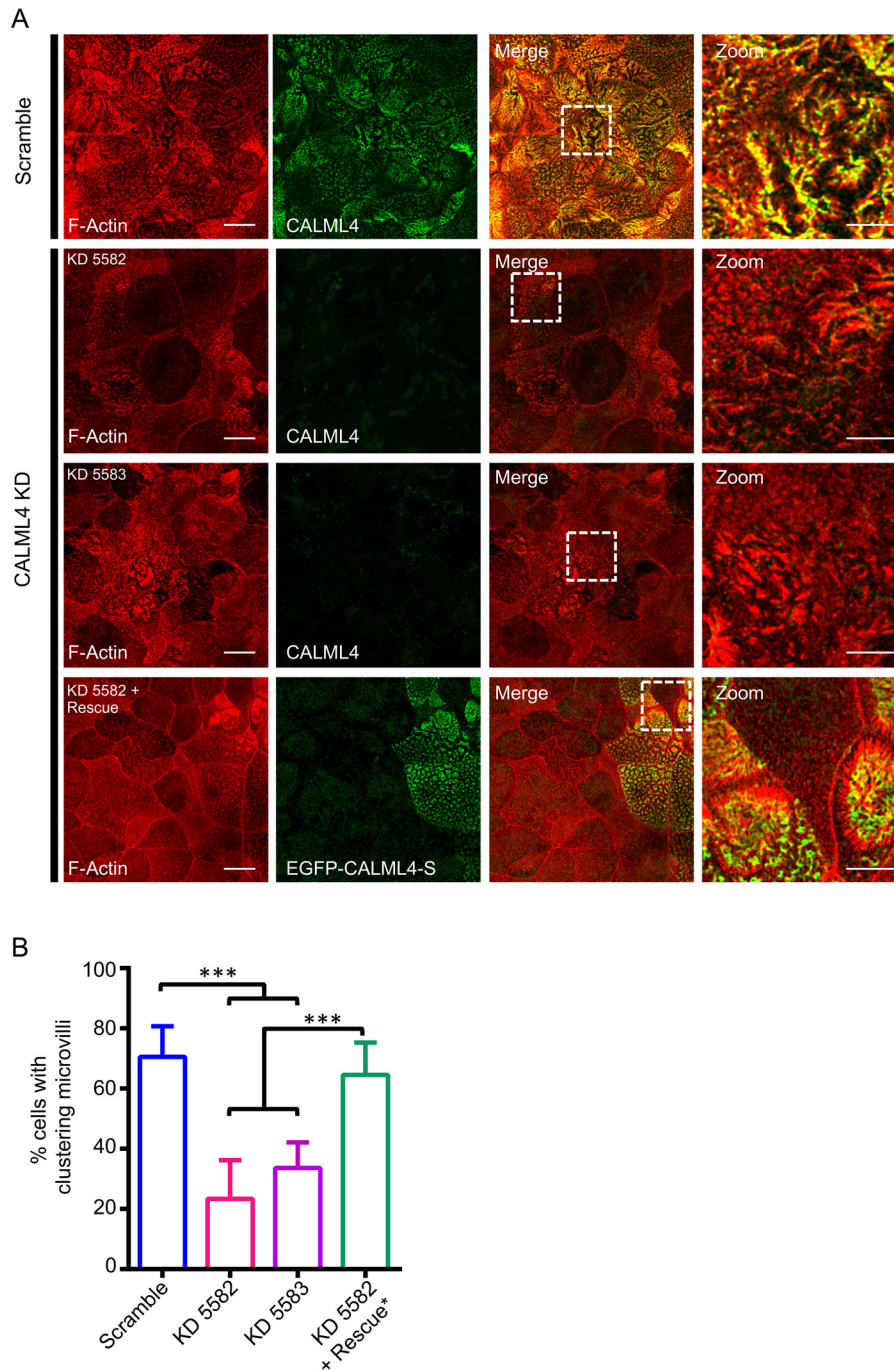 A
Scramble
F-Actin
CALML4
Merge
Zoom
CALML4 KD
KD 5582
F-Actin
CALML4
Merge
Zoom
KD 5583
F-Actin
CALML4
Merge
Zoom
KD 5582 +
Rescue
F-Actin
EGFP-CALML4-S
Merge
Zoom
B
% cells with
clustering microvilli
100
80
60
40
20
0
***
***
Scramble
KD 5582
KD 5583
KD 5582
+ Rescue*